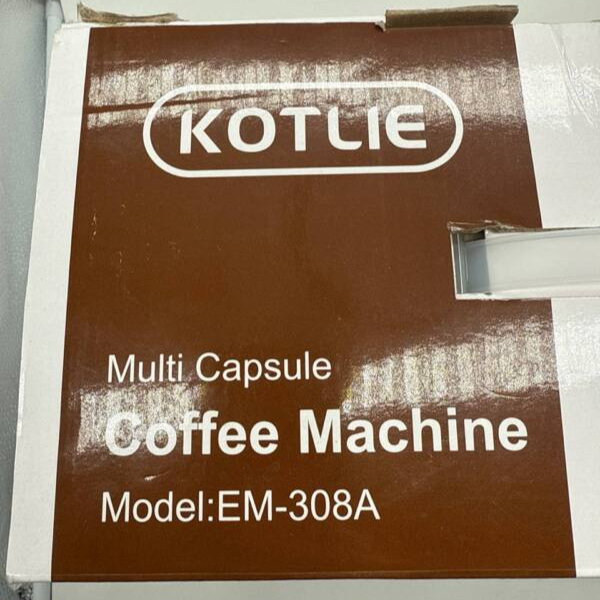 KOTLIE
Multi Capsule
Coffee Machine
Model:EM-308A